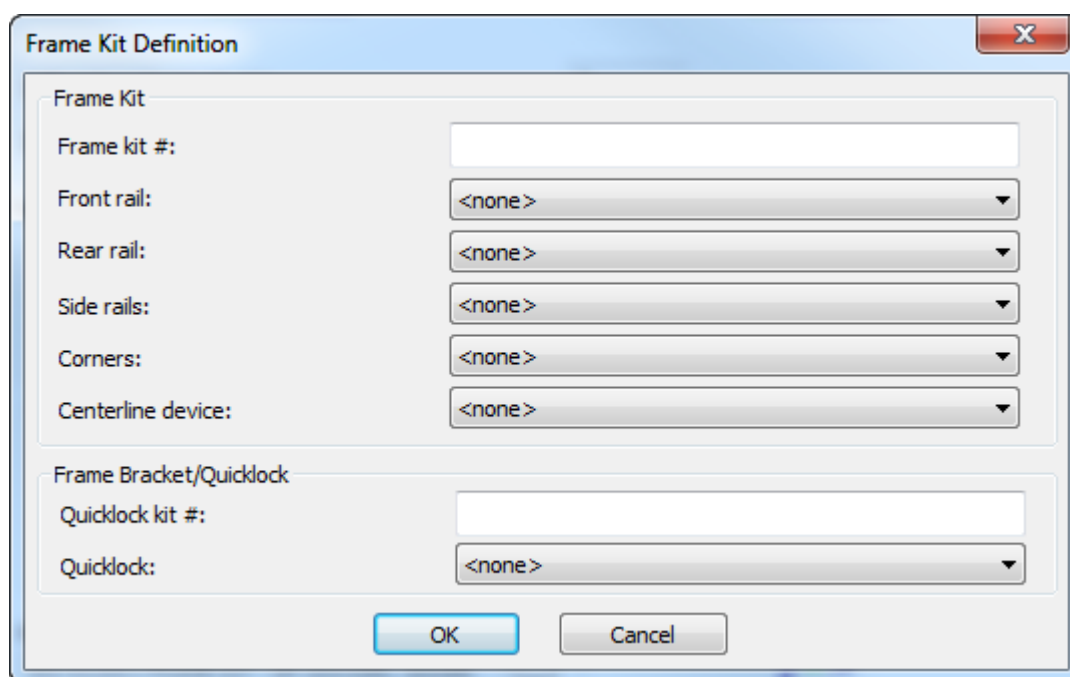 Frame Kit Definition
Frame Kit
Frame kit #:
Front rail: <none>
Rear rail: <none>
Side rails: <none>
Corners: <none>
Centerline device: <none>
Frame Bracket/Quicklock
Quicklock kit #:
Quicklock: <none>
OK Cancel